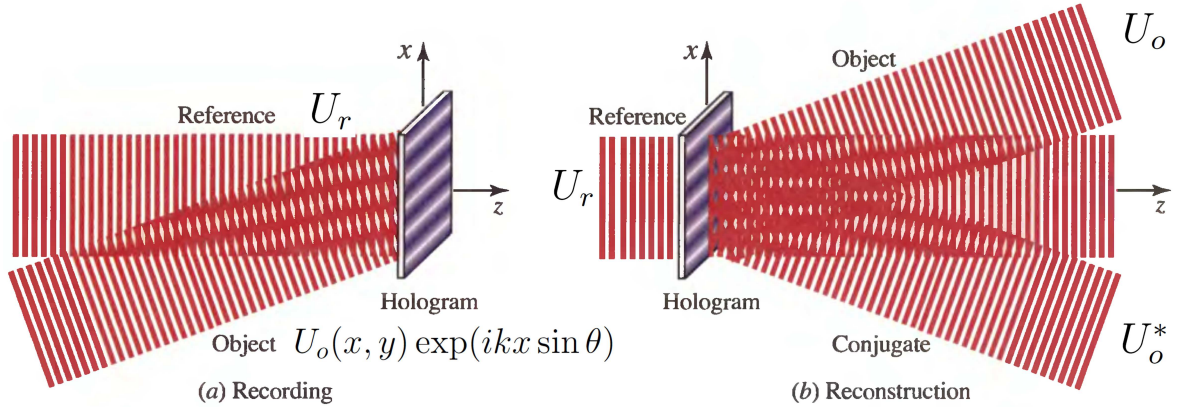 x
Reference U_r
z
Hologram
Object U_o(x, y) exp(ikx sin θ)
(a) Recording
x
Object U_o
Reference
U_r
z
Hologram
Conjugate U_o^*
(b) Reconstruction